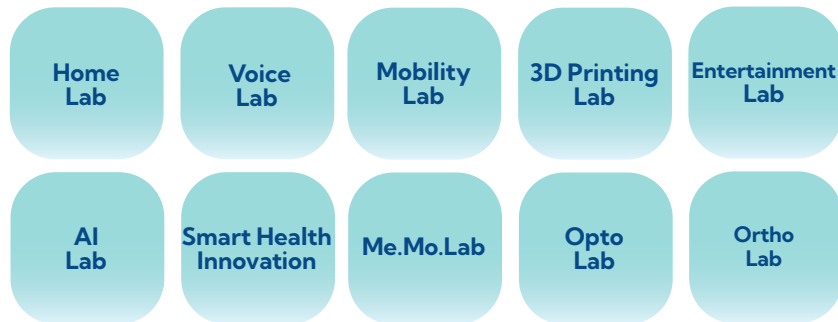 Home
Lab
Voice
Lab
Mobility
Lab
3D Printing
Lab
Entertainment
Lab
AI
Lab
Smart Health
Innovation
Me.Mo.Lab
Opto
Lab
Ortho
Lab